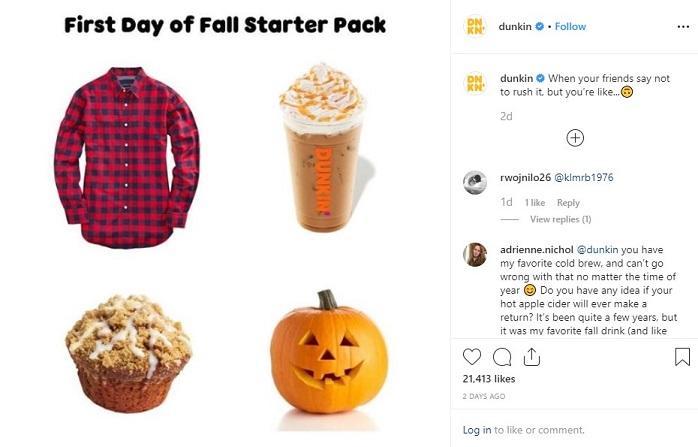 First Day of Fall Starter Pack
DUNKIN'
DN
KN'
dunkin • Follow
DN
KN'
dunkin When your friends say not
to rush it, but you're like...🙃
2d
rwojnilo26 @klmrb1976
1d 1 like Reply
View replies (1)
adrienne.nichol @dunkin you have
my favorite cold brew, and can't go
wrong with that no matter the time of
year 😊 Do you have any idea if your
hot apple cider will ever make a
return? It's been quite a few years, but
it was my favorite fall drink (and like
21,413 likes
2 DAYS AGO
Log in to like or comment.